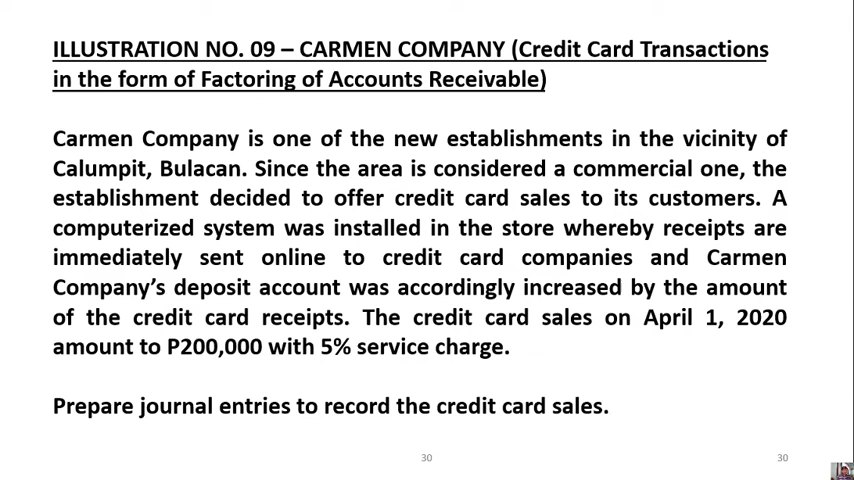 ILLUSTRATION NO. 09 – CARMEN COMPANY (Credit Card Transactions
in the form of Factoring of Accounts Receivable)
Carmen Company is one of the new establishments in the vicinity of
Calumpit, Bulacan. Since the area is considered a commercial one, the
establishment decided to offer credit card sales to its customers. A
computerized system was installed in the store whereby receipts are
immediately sent online to credit card companies and Carmen
Company’s deposit account was accordingly increased by the amount
of the credit card receipts. The credit card sales on April 1, 2020
amount to P200,000 with 5% service charge.
Prepare journal entries to record the credit card sales.
30
30